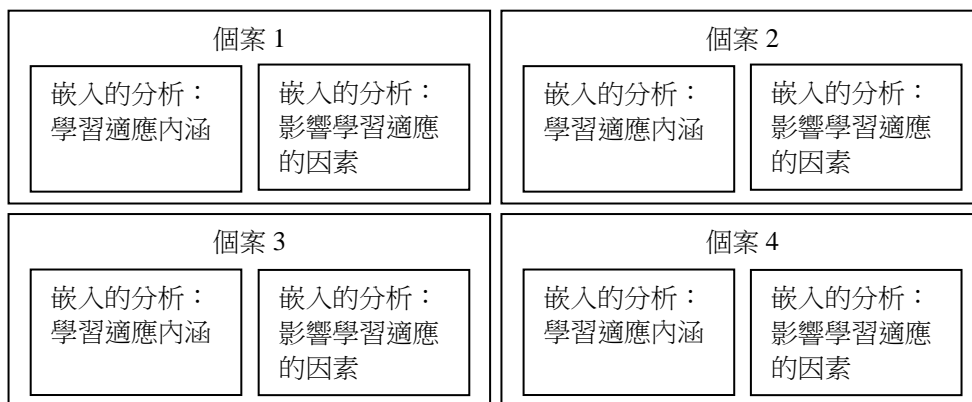 個案 1
嵌入的分析：
學習適應內涵
嵌入的分析：
影響學習適應
的因素
個案 2
嵌入的分析：
學習適應內涵
嵌入的分析：
影響學習適應
的因素
個案 3
嵌入的分析：
學習適應內涵
嵌入的分析：
影響學習適應
的因素
個案 4
嵌入的分析：
學習適應內涵
嵌入的分析：
影響學習適應
的因素